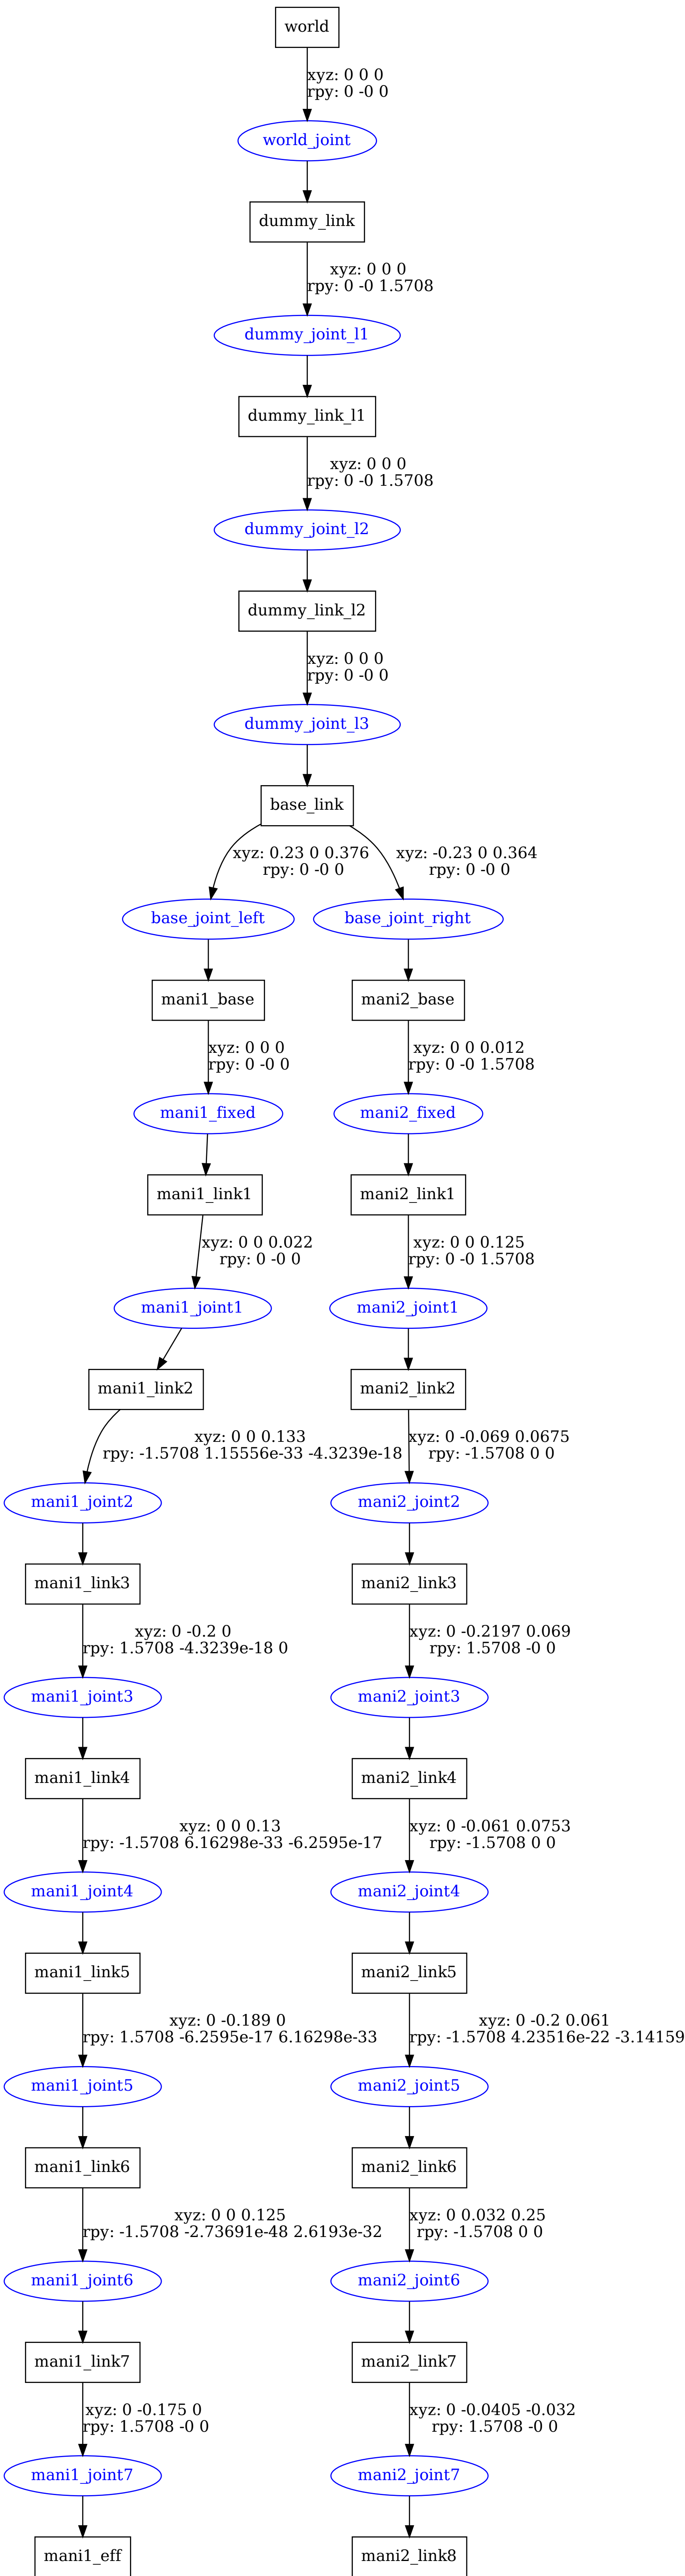 world
xyz: 0 0 0
rpy: 0 -0 0
world_joint
dummy_link
xyz: 0 0 0
rpy: 0 -0 1.5708
dummy_joint_l1
dummy_link_l1
xyz: 0 0 0
rpy: 0 -0 1.5708
dummy_joint_l2
dummy_link_l2
xyz: 0 0 0
rpy: 0 -0 0
dummy_joint_l3
base_link
xyz: 0.23 0 0.376
rpy: 0 -0 0
xyz: -0.23 0 0.364
rpy: 0 -0 0
base_joint_left
base_joint_right
mani1_base
mani2_base
xyz: 0 0 0
rpy: 0 -0 0
xyz: 0 0 0.012
rpy: 0 -0 1.5708
mani1_fixed
mani2_fixed
mani1_link1
mani2_link1
xyz: 0 0 0.022
rpy: 0 -0 0
xyz: 0 0 0.125
rpy: 0 -0 1.5708
mani1_joint1
mani2_joint1
mani1_link2
mani2_link2
xyz: 0 0 0.133
rpy: -1.5708 1.15556e-33 -4.3239e-18
xyz: 0 -0.069 0.0675
rpy: -1.5708 0 0
mani1_joint2
mani2_joint2
mani1_link3
mani2_link3
xyz: 0 -0.2 0
rpy: 1.5708 -4.3239e-18 0
xyz: 0 -0.2197 0.069
rpy: 1.5708 -0 0
mani1_joint3
mani2_joint3
mani1_link4
mani2_link4
xyz: 0 0 0.13
rpy: -1.5708 6.16298e-33 -6.2595e-17
xyz: 0 -0.061 0.0753
rpy: -1.5708 0 0
mani1_joint4
mani2_joint4
mani1_link5
mani2_link5
xyz: 0 -0.189 0
rpy: 1.5708 -6.2595e-17 6.16298e-33
xyz: 0 -0.2 0.061
rpy: -1.5708 4.23516e-22 -3.14159
mani1_joint5
mani2_joint5
mani1_link6
mani2_link6
xyz: 0 0 0.125
rpy: -1.5708 -2.73691e-48 2.6193e-32
xyz: 0 0.032 0.25
rpy: -1.5708 0 0
mani1_joint6
mani2_joint6
mani1_link7
mani2_link7
xyz: 0 -0.175 0
rpy: 1.5708 -0 0
xyz: 0 -0.0405 -0.032
rpy: 1.5708 -0 0
mani1_joint7
mani2_joint7
mani1_eff
mani2_link8